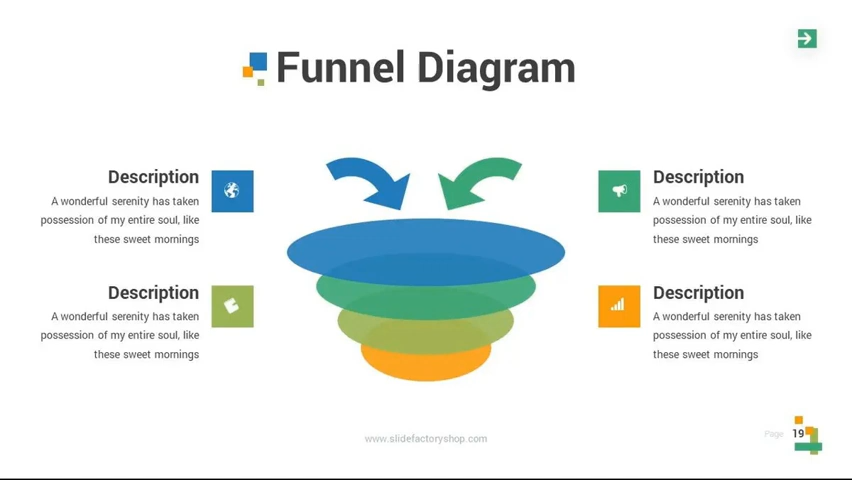 Funnel Diagram
Description
A wonderful serenity has taken
possession of my entire soul, like
these sweet mornings
Description
A wonderful serenity has taken
possession of my entire soul, like
these sweet mornings
Description
A wonderful serenity has taken
possession of my entire soul, like
these sweet mornings
Description
A wonderful serenity has taken
possession of my entire soul, like
these sweet mornings
www.slidefactoryshop.com
Page 19